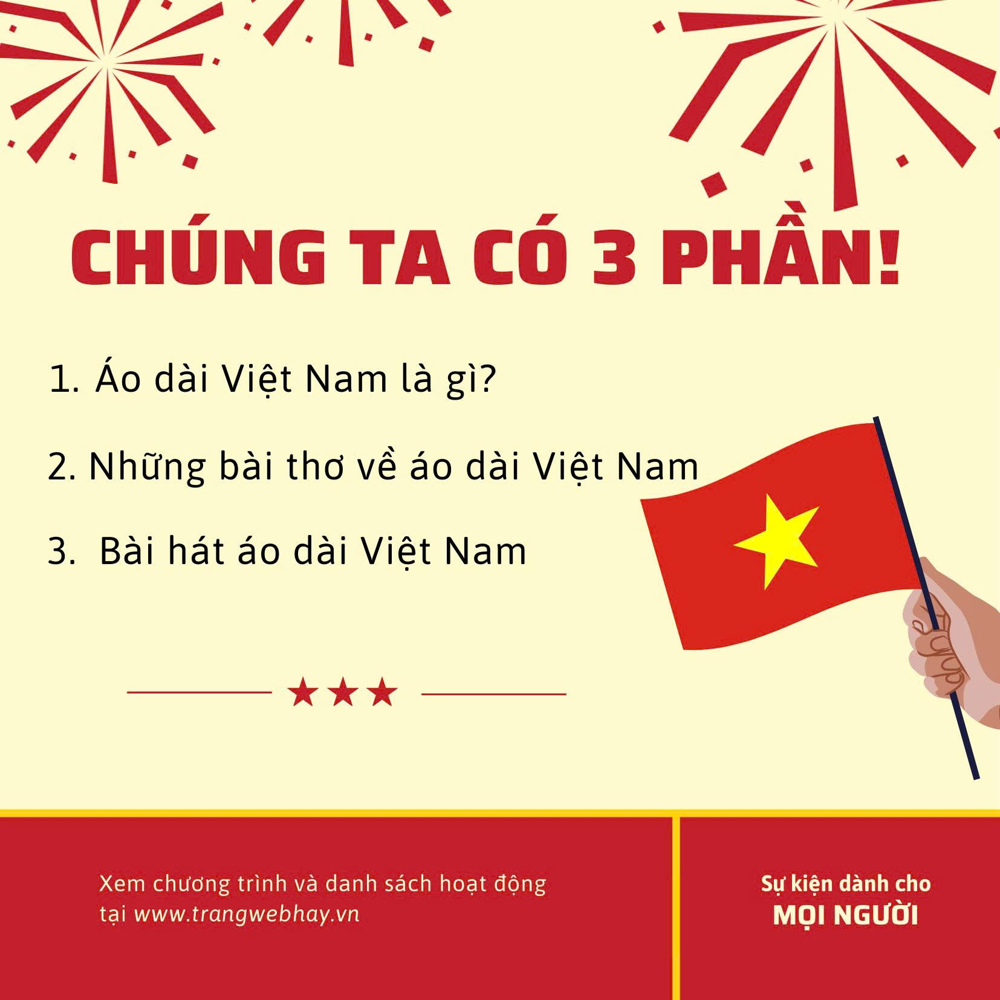 CHÚNG TA CÓ 3 PHẦN!
1. Áo dài Việt Nam là gì?
2. Những bài thơ về áo dài Việt Nam
3. Bài hát áo dài Việt Nam
Xem chương trình và danh sách hoạt động
tại www.trangwebhay.vn
Sự kiện dành cho
MỌI NGƯỜI